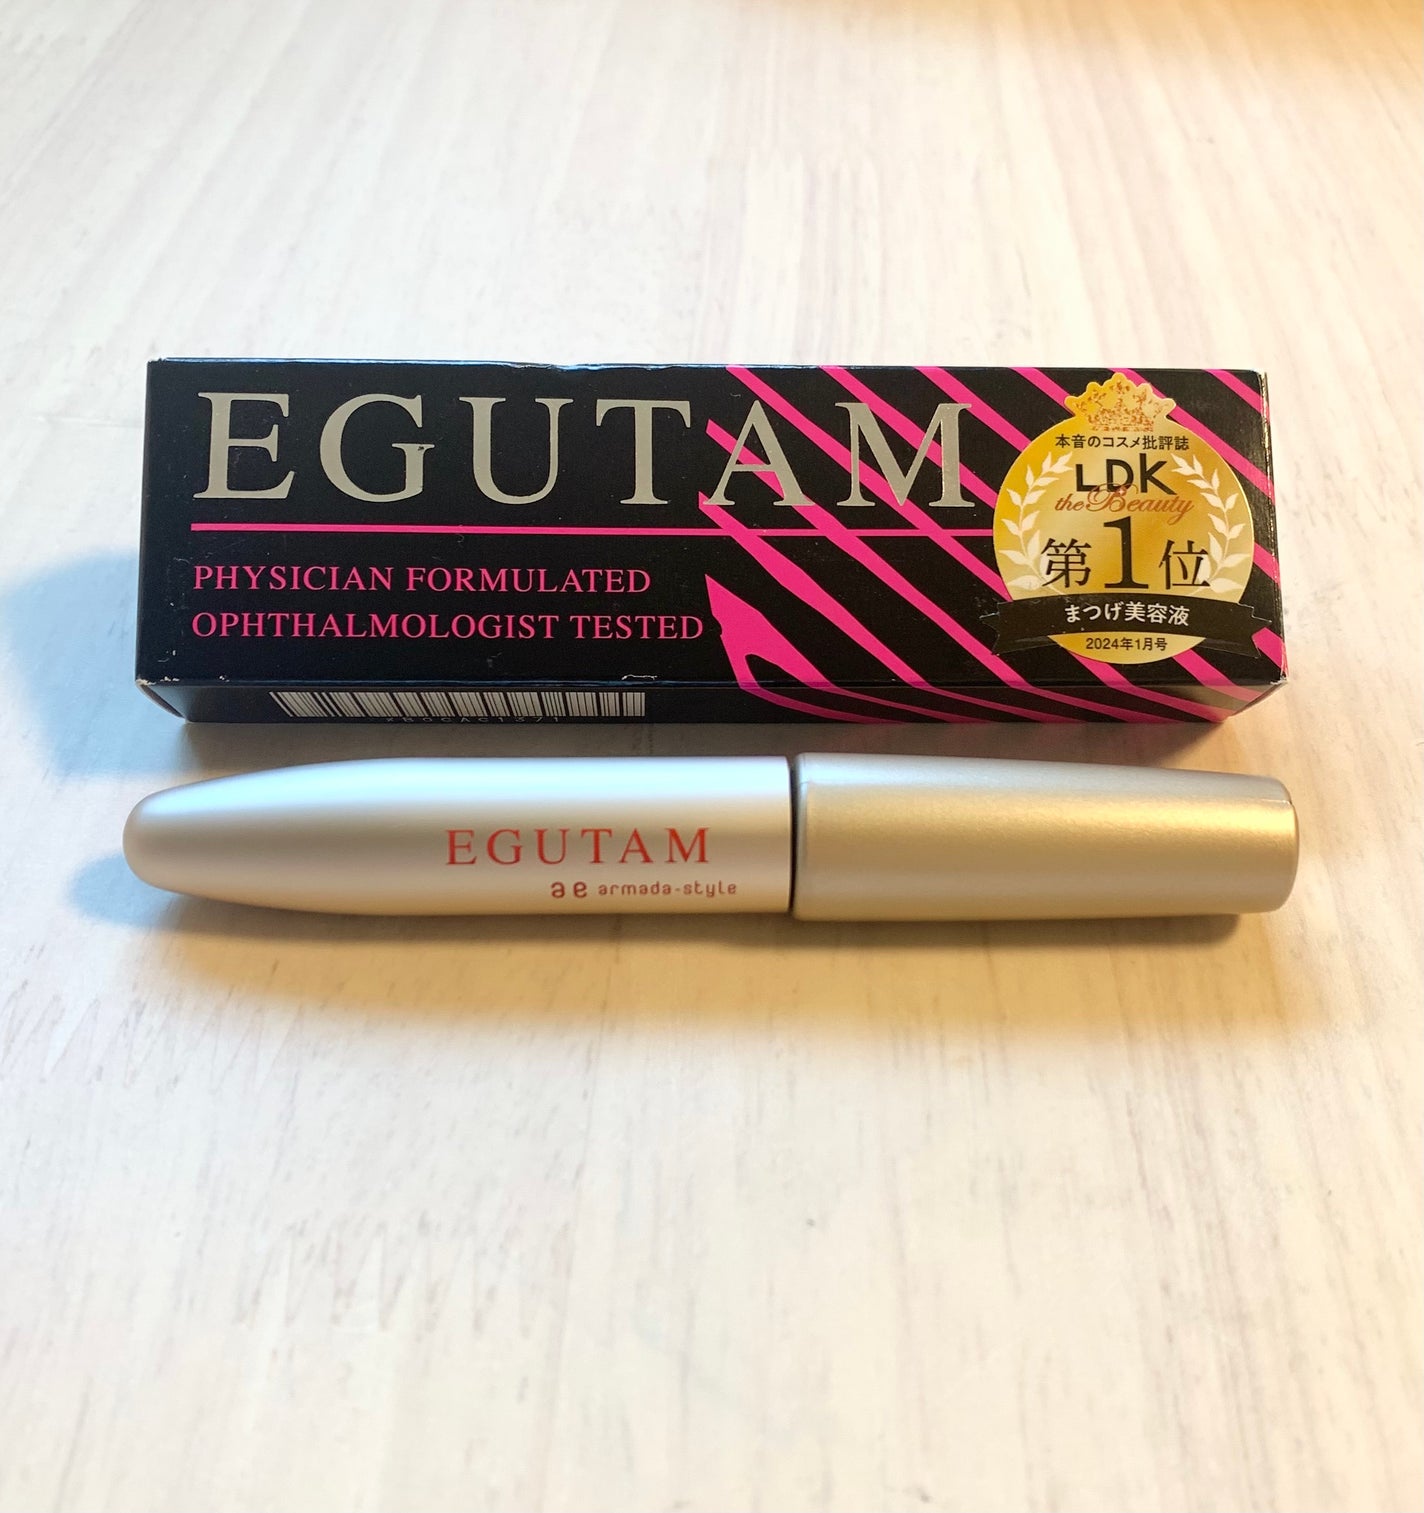 EGUTAM
PHYSICIAN FORMULATED
OPHTHALMOLOGIST TESTED
本音のコスメ批評誌
LDK
the Beauty
第1位
まつげ美容液
2024年1月号
EGUTAM
ae armada-style